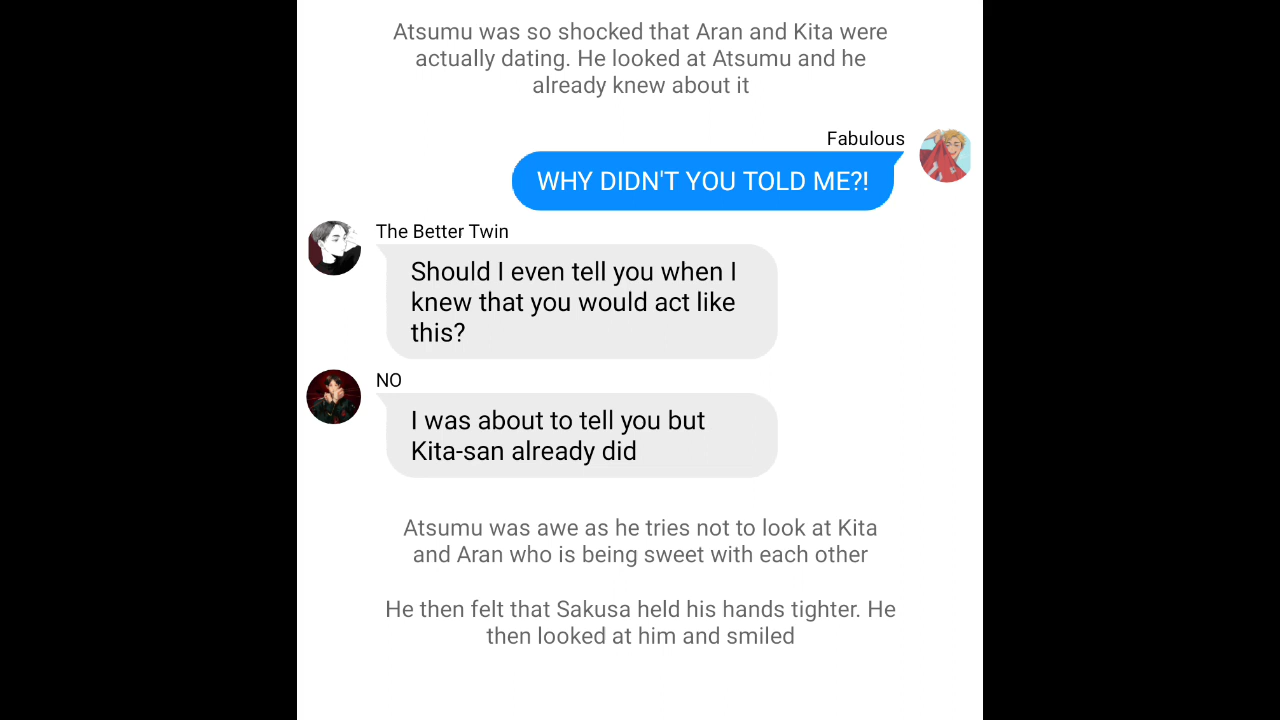 Atsumu was so shocked that Aran and Kita were
actually dating. He looked at Atsumu and he
already knew about it
Fabulous
WHY DIDN'T YOU TOLD ME?!
The Better Twin
Should I even tell you when I
knew that you would act like
this?
NO
I was about to tell you but
Kita-san already did
Atsumu was awe as he tries not to look at Kita
and Aran who is being sweet with each other
He then felt that Sakusa held his hands tighter. He
then looked at him and smiled